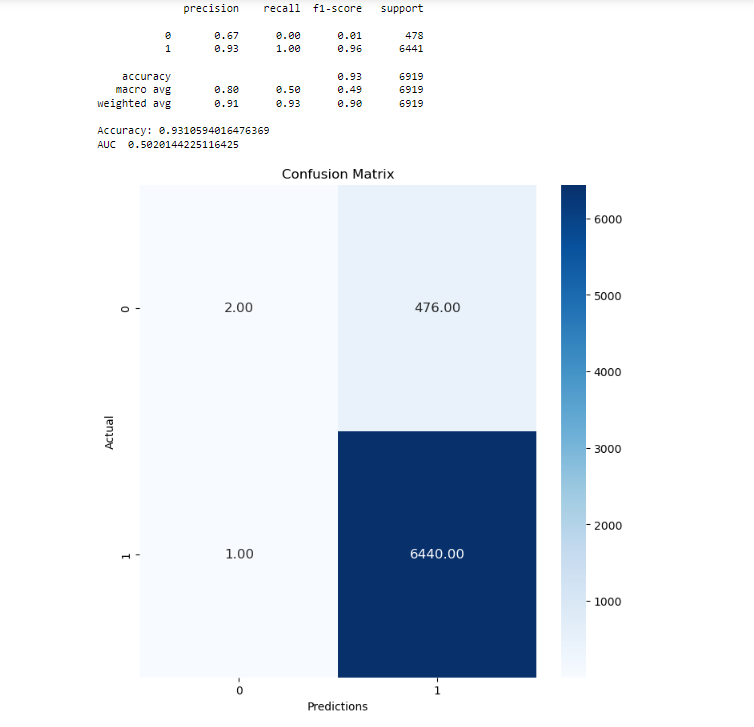 precision recall f1-score support
0 0.67 0.00 0.01 478
1 0.93 1.00 0.96 6441
accuracy 0.93 6919
macro avg 0.80 0.50 0.49 6919
weighted avg 0.91 0.93 0.90 6919
Accuracy: 0.9310594016476369
AUC 0.5020144225116425
Confusion Matrix
6000
5000
4000
3000
2000
1000
0
2.00 476.00
Actual
1
1.00 6440.00
0 1
Predictions